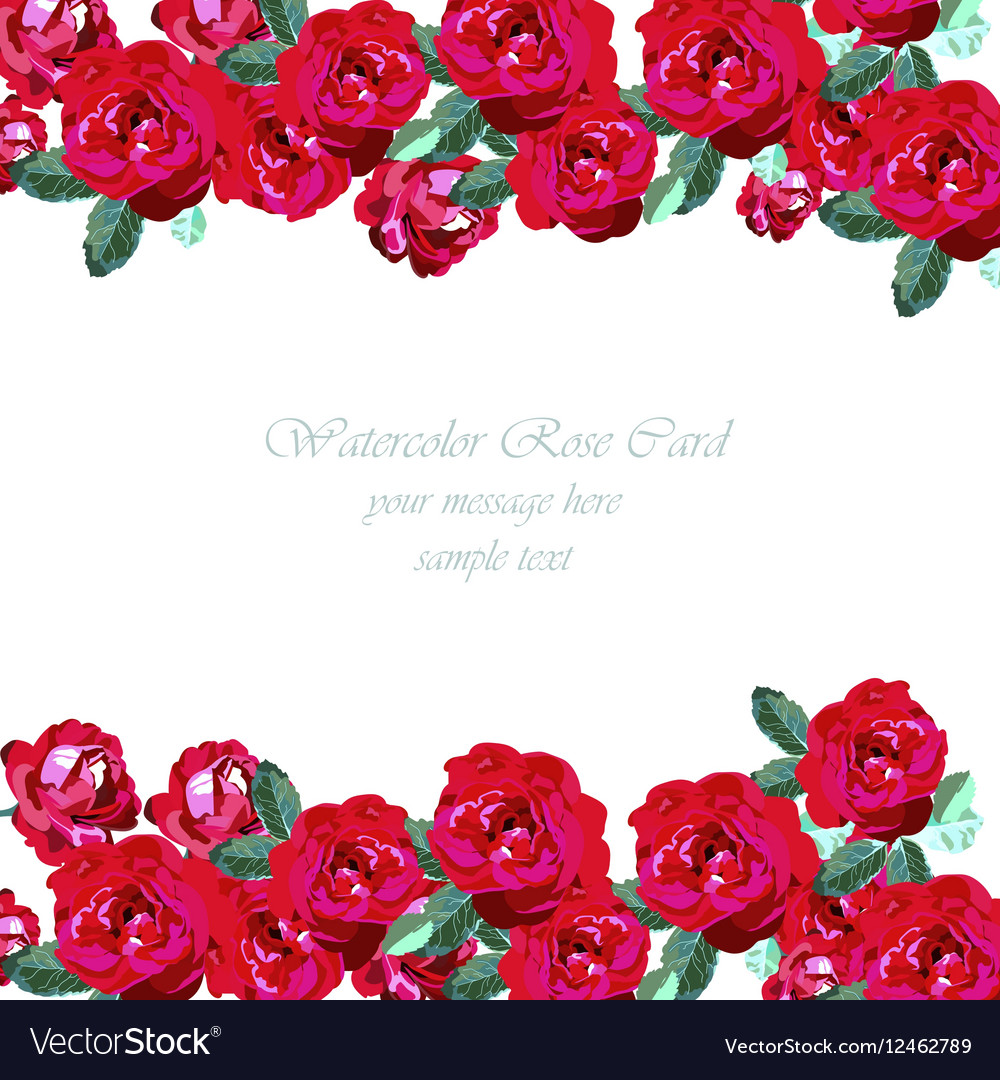 Watercolor Rose Card
your message here
sample text
VectorStock®
VectorStock.com/12462789